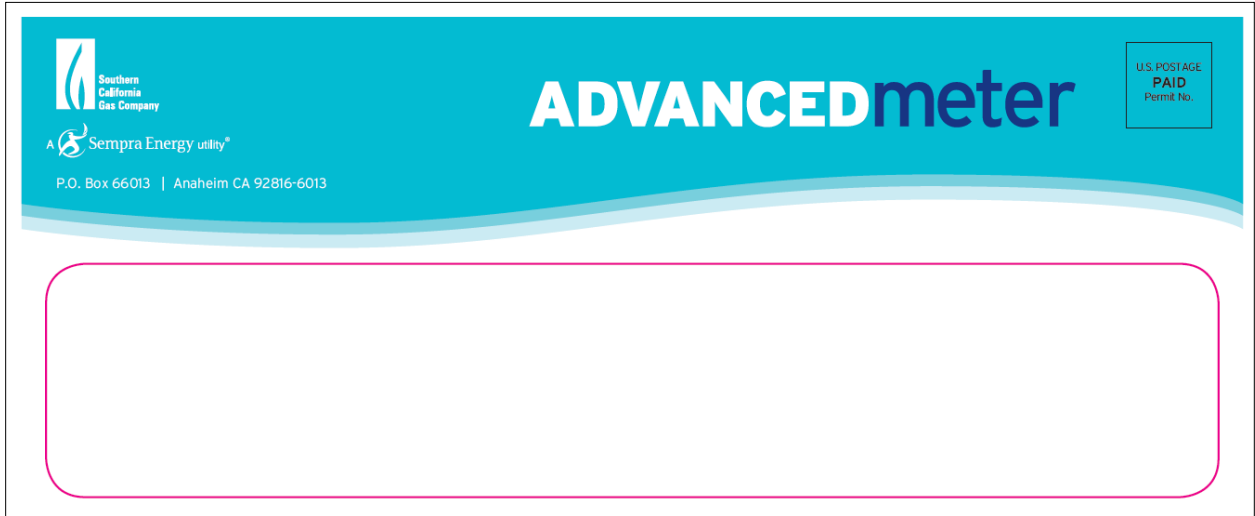 Southern
California
Gas Company
A Sempra Energy utility®
P.O. Box 66013 | Anaheim CA 92816-6013
ADVANCEDmeter
U.S. POSTAGE
PAID
Permit No.